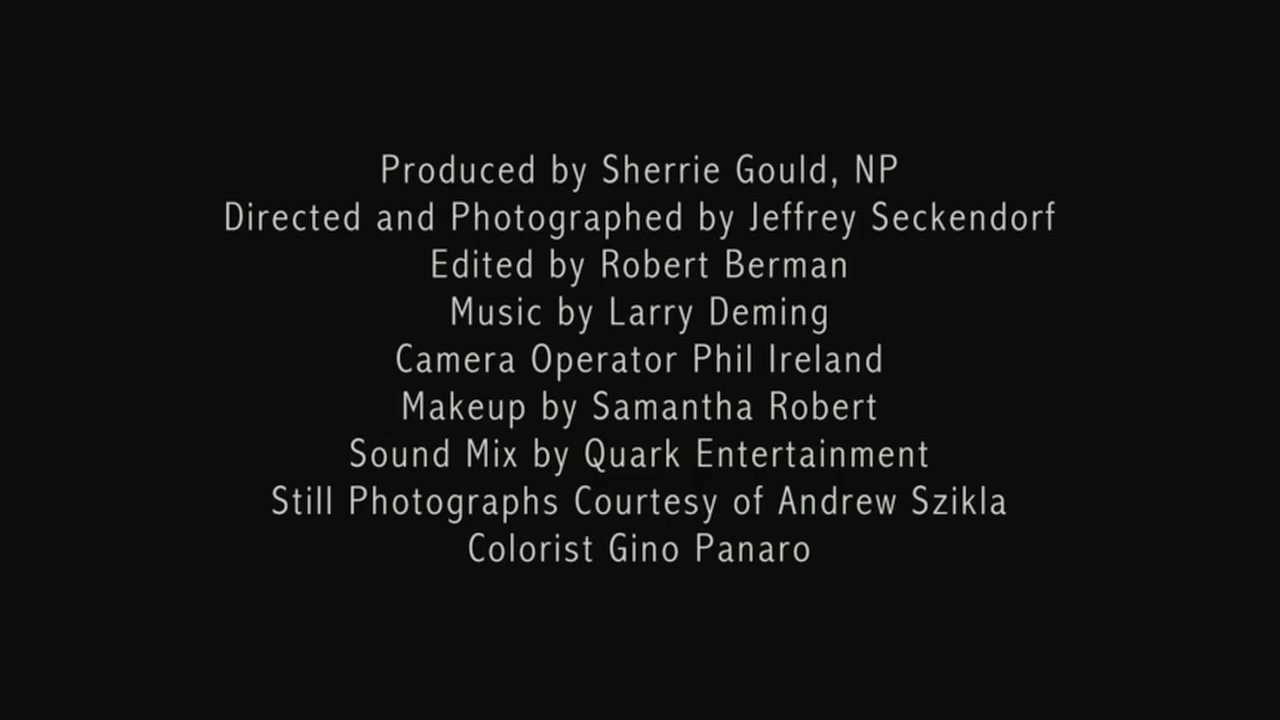 Produced by Sherrie Gould, NP
Directed and Photographed by Jeffrey Seckendorf
Edited by Robert Berman
Music by Larry Deming
Camera Operator Phil Ireland
Makeup by Samantha Robert
Sound Mix by Quark Entertainment
Still Photographs Courtesy of Andrew Szikla
Colorist Gino Panaro